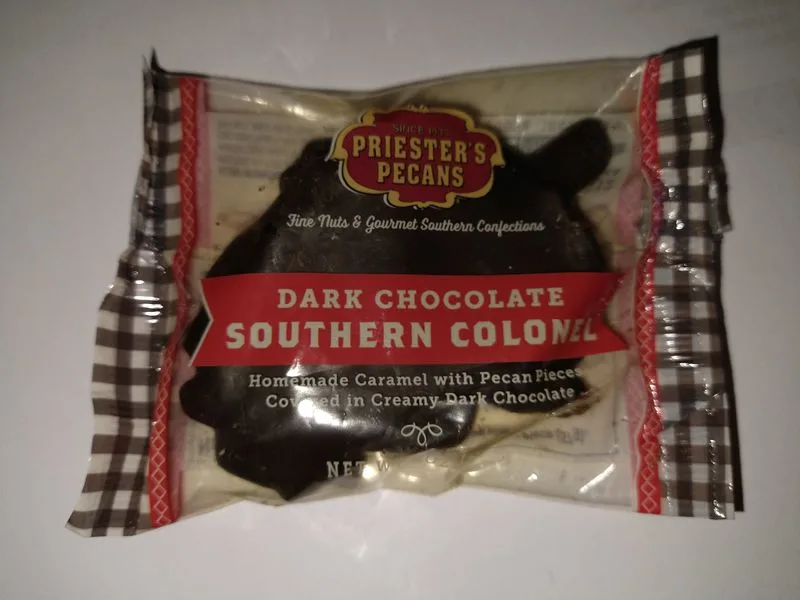 SINCE 1935
PRIESTER'S
PECANS
Fine Nuts & Gourmet Southern Confections
DARK CHOCOLATE
SOUTHERN COLONEL
Homemade Caramel with Pecan Pieces
Covered in Creamy Dark Chocolate
NET